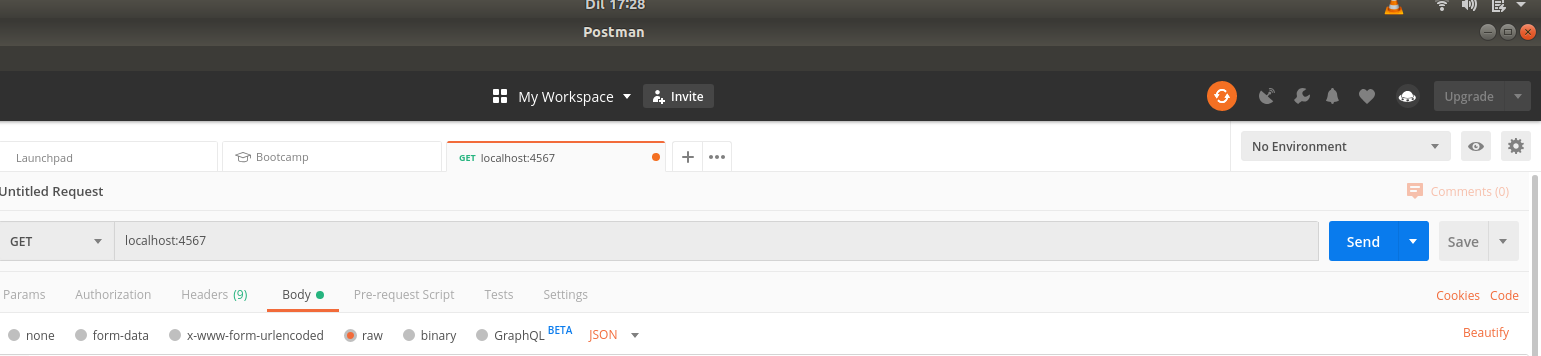 Dil 17:28
Postman
My Workspace Invite Upgrade
Launchpad Bootcamp GET localhost:4567 No Environment
Untitled Request Comments (0)
GET localhost:4567 Send Save
Params Authorization Headers (9) Body Pre-request Script Tests Settings Cookies Code
none form-data x-www-form-urlencoded raw binary GraphQL BETA JSON Beautify